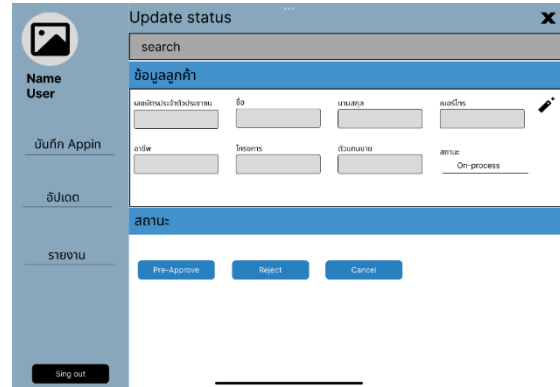 Update status
X
search
Name
User
ข้อมูลลูกค้า
เลขบัตรประจำตัวประชาชน
ชื่อ
นามสกุล
เบอร์โทร
อาชีพ
โครงการ
ตัวแทนขาย
สถานะ
On-process
บันทึก Appin
อัปเดต
รายงาน
สถานะ
Pre-Approve
Reject
Cancel
Sing out